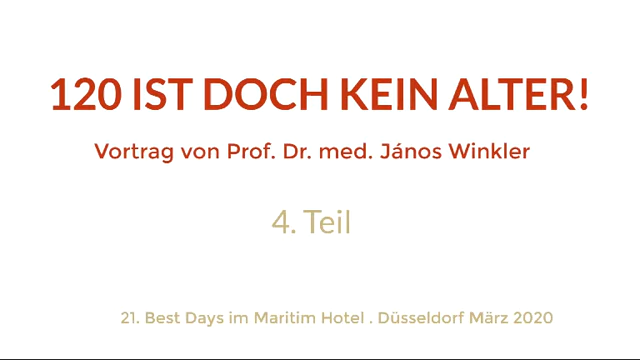 120 IST DOCH KEIN ALTER!
Vortrag von Prof. Dr. med. János Winkler
4. Teil
21. Best Days im Maritim Hotel . Düsseldorf März 2020